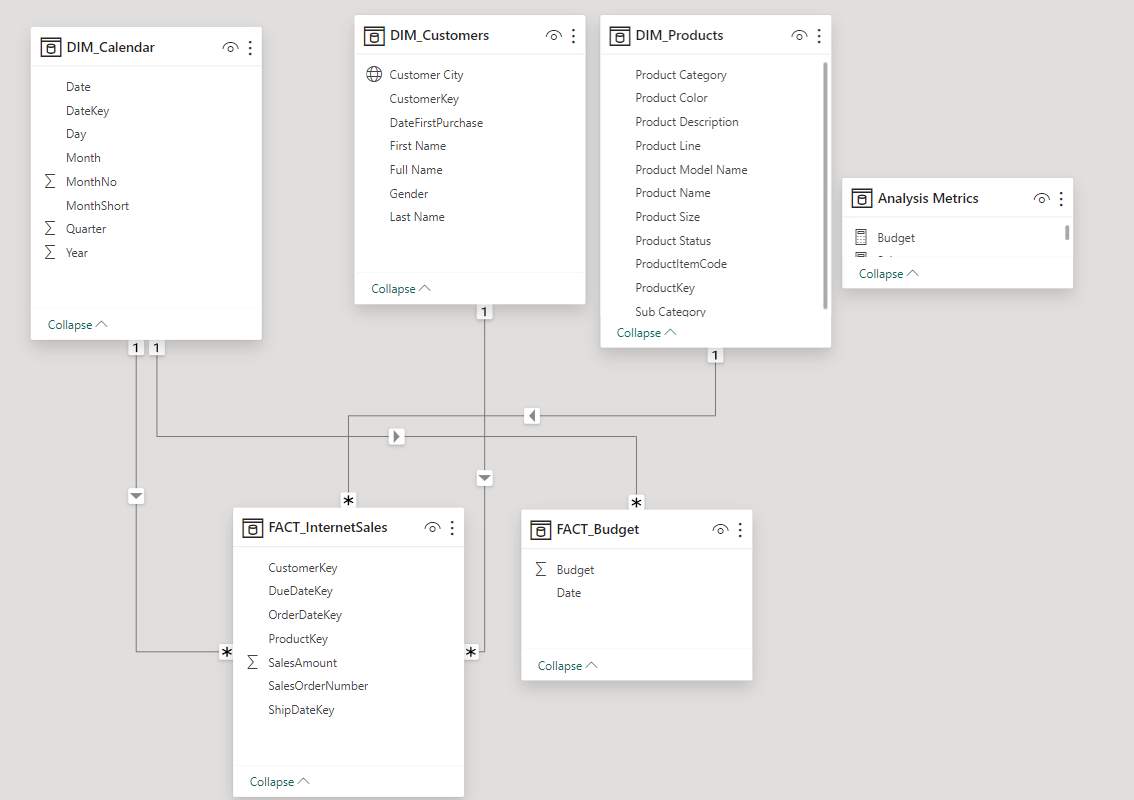 DIM_Calendar
Date
DateKey
Day
Month
MonthNo
MonthShort
Quarter
Year
Collapse
DIM_Customers
Customer City
CustomerKey
DateFirstPurchase
First Name
Full Name
Gender
Last Name
Collapse
DIM_Products
Product Category
Product Color
Product Description
Product Line
Product Model Name
Product Name
Product Size
Product Status
ProductItemCode
ProductKey
Sub Category
Collapse
Analysis Metrics
Budget
Collapse
1
1
1
1
*
*
*
*
FACT_InternetSales
CustomerKey
DueDateKey
OrderDateKey
ProductKey
SalesAmount
SalesOrderNumber
ShipDateKey
Collapse
FACT_Budget
Budget
Date
Collapse